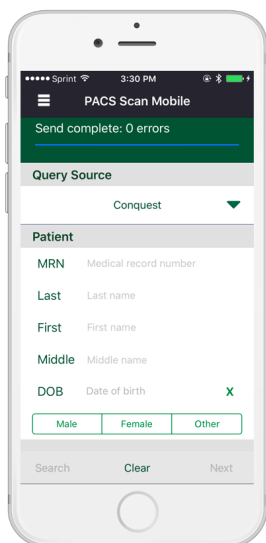 Sprint 3:30 PM
PACS Scan Mobile
Send complete: 0 errors
Query Source
Conquest
Patient
MRN Medical record number
Last Last name
First First name
Middle Middle name
DOB Date of birth X
Male Female Other
Search Clear Next